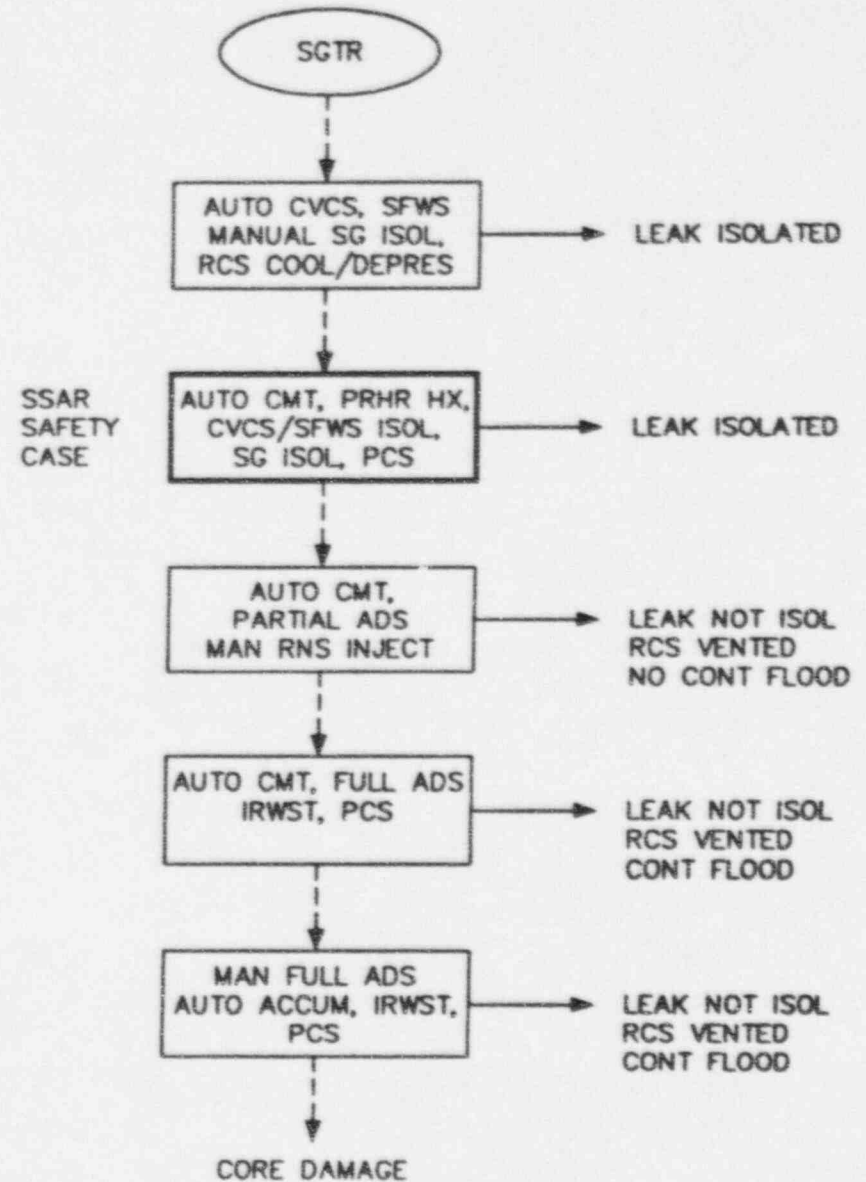 SGTR
AUTO CVCS, SFWS
MANUAL SG ISOL,
RCS COOL/DEPRES
LEAK ISOLATED
SSAR
SAFETY
CASE
AUTO CMT, PRHR HX,
CVCS/SFWS ISOL,
SG ISOL, PCS
LEAK ISOLATED
AUTO CMT,
PARTIAL ADS
MAN RNS INJECT
LEAK NOT ISOL
RCS VENTED
NO CONT FLOOD
AUTO CMT, FULL ADS
IRWST, PCS
LEAK NOT ISOL
RCS VENTED
CONT FLOOD
MAN FULL ADS
AUTO ACCUM, IRWST,
PCS
LEAK NOT ISOL
RCS VENTED
CONT FLOOD
CORE DAMAGE